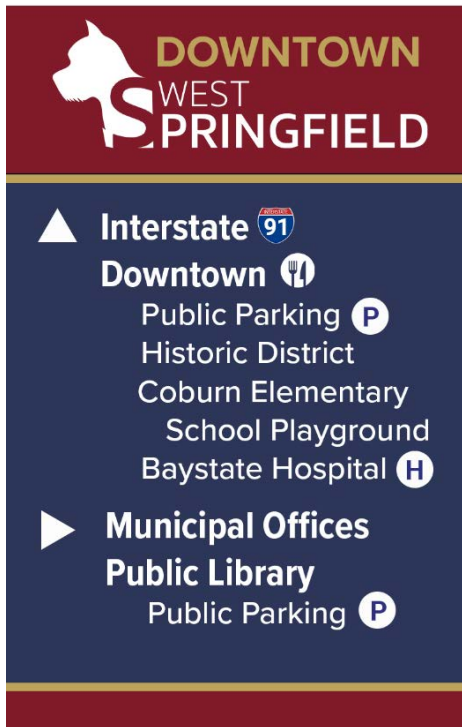 DOWNTOWN
WEST
SPRINGFIELD
Interstate 91
Downtown
Public Parking P
Historic District
Coburn Elementary
School Playground
Baystate Hospital H
Municipal Offices
Public Library
Public Parking P